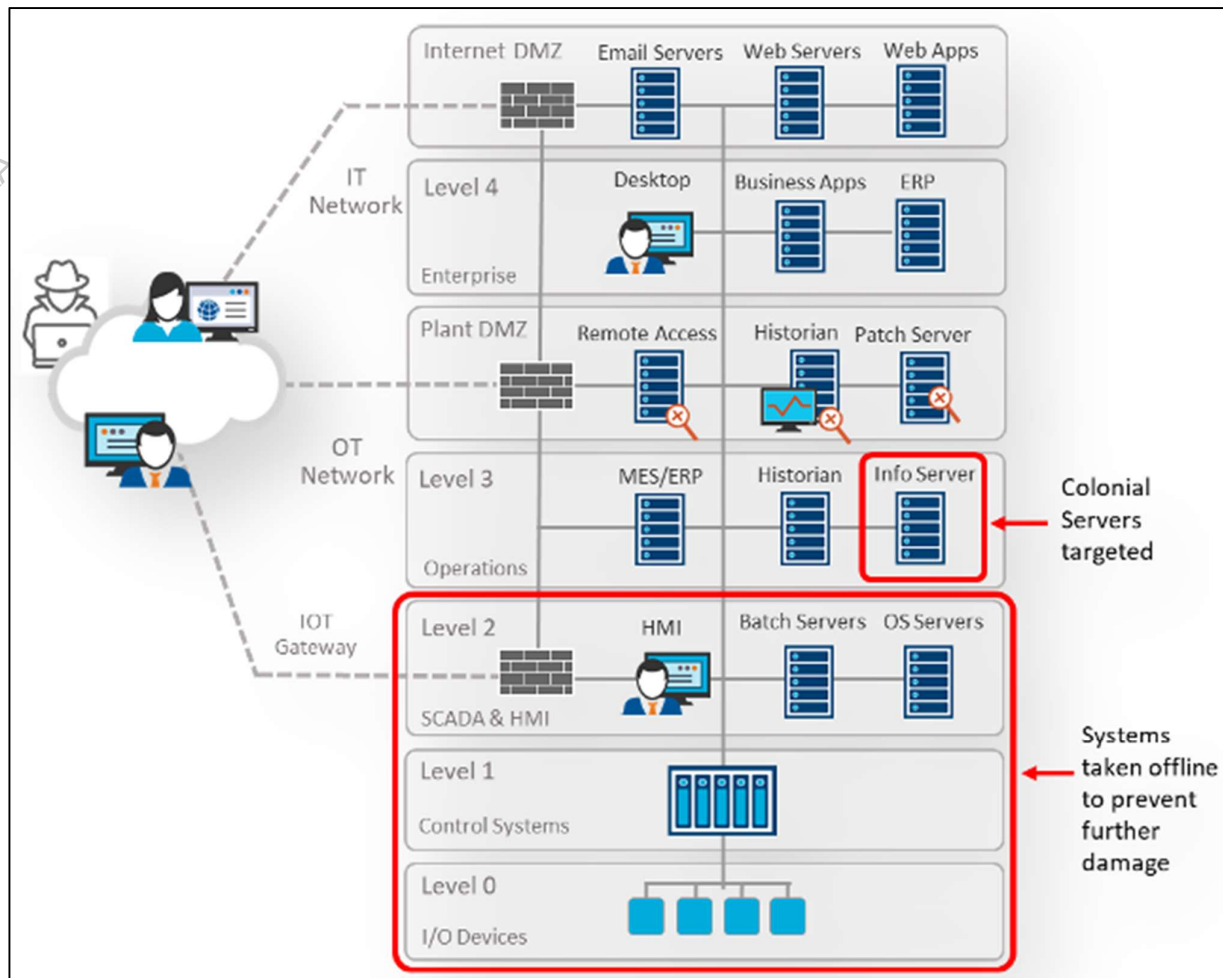 Internet DMZ
Email Servers
Web Servers
Web Apps
IT
Network
Level 4
Desktop
Business Apps
ERP
Enterprise
Plant DMZ
Remote Access
Historian
Patch Server
OT
Network
Level 3
MES/ERP
Historian
Info Server
Operations
Colonial
Servers
targeted
IOT
Gateway
Level 2
HMI
Batch Servers
OS Servers
SCADA & HMI
Level 1
Control Systems
Systems
taken offline
to prevent
further
damage
Level 0
I/O Devices